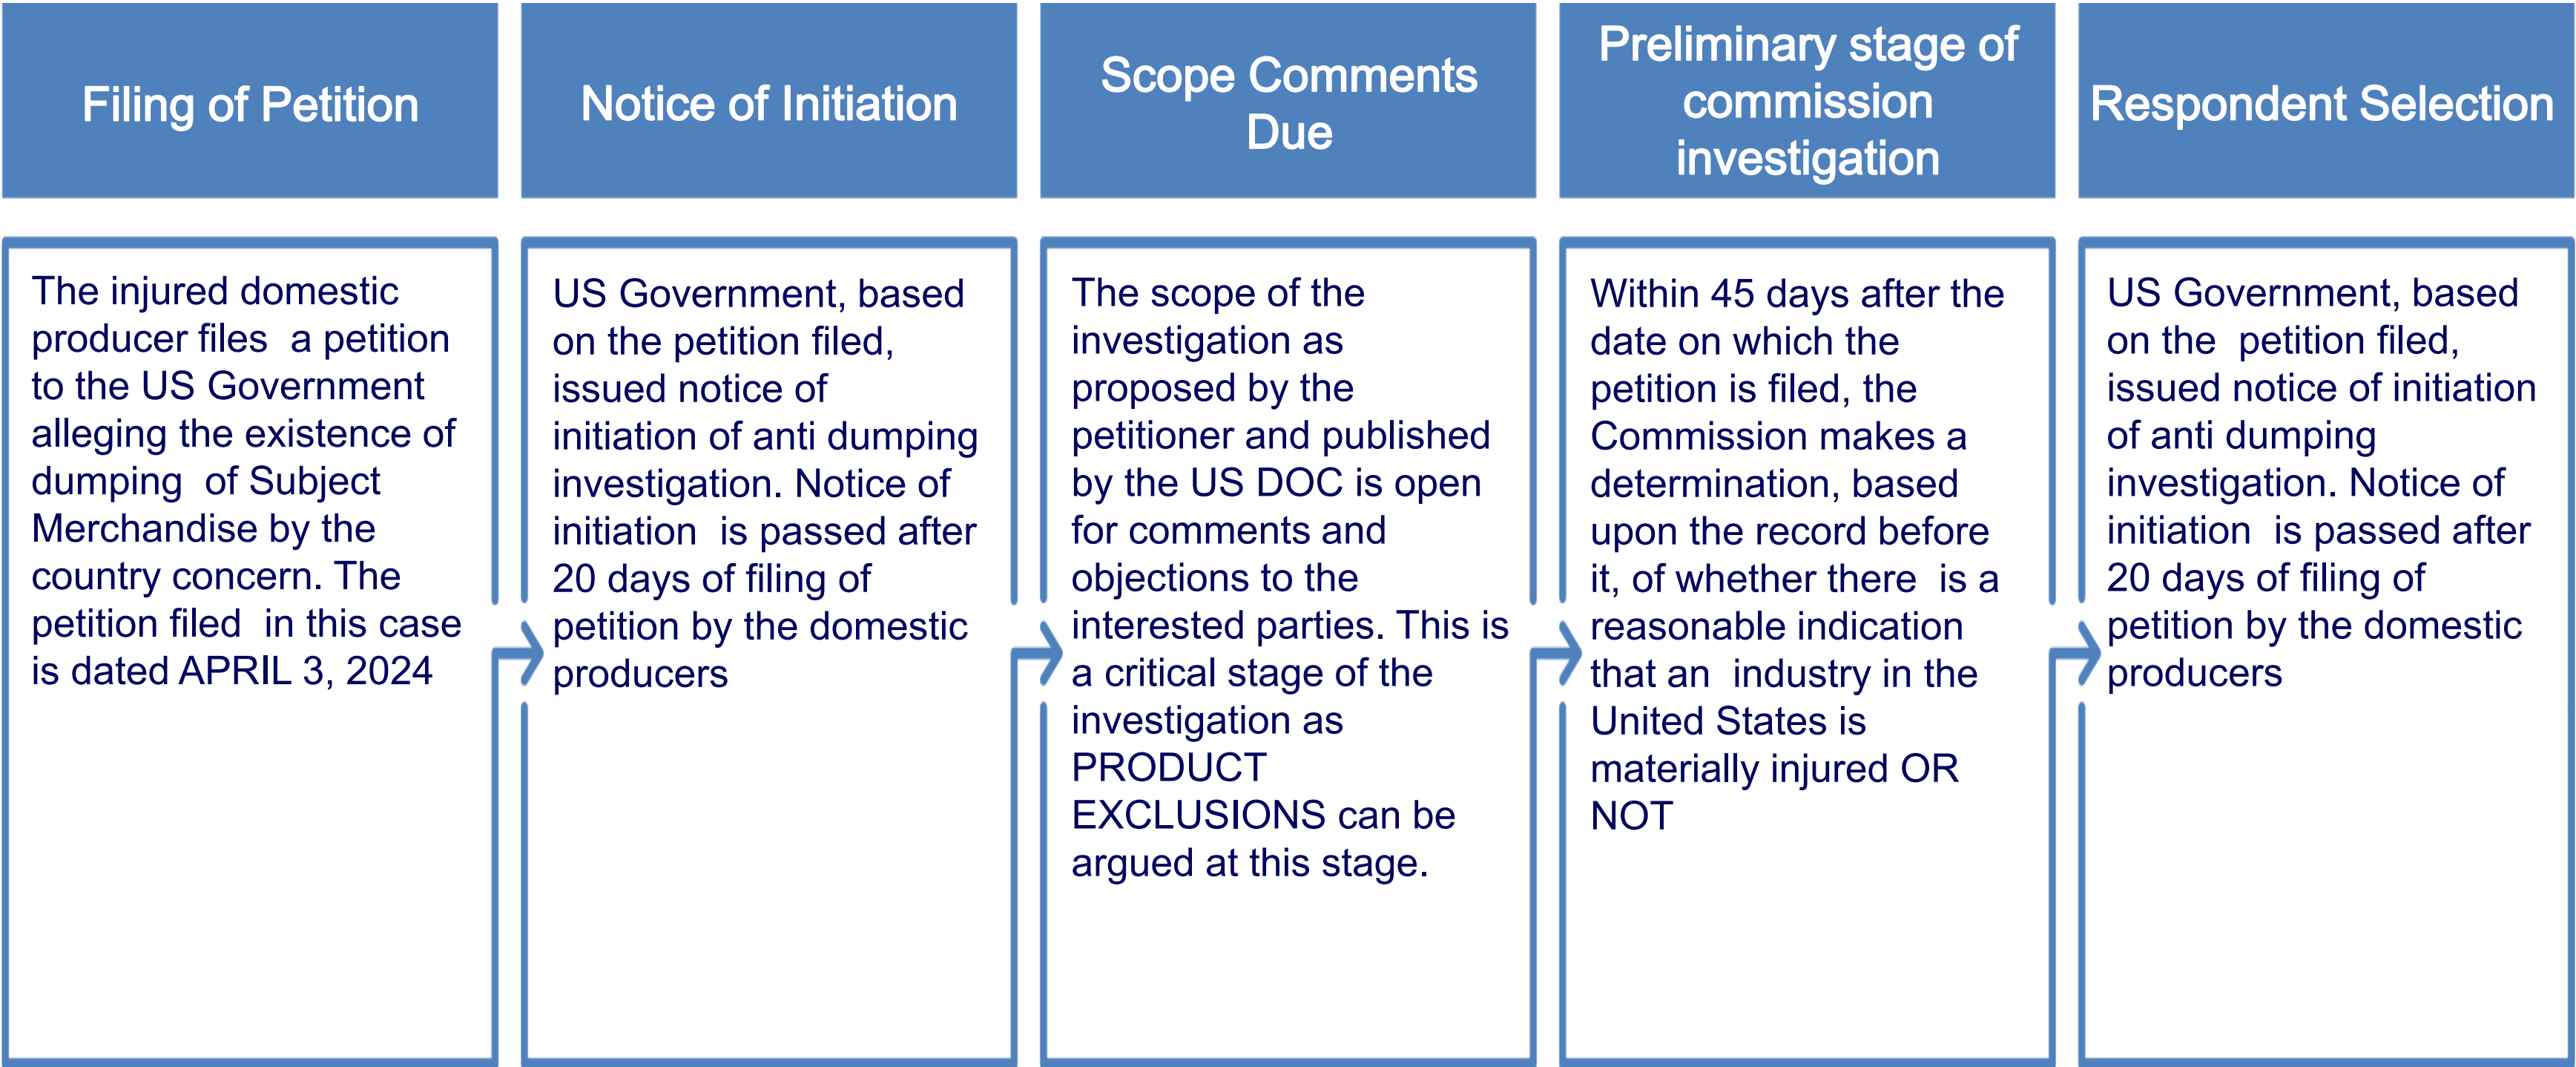 Filing of Petition
Notice of Initiation
Scope Comments
Due
Preliminary stage of
commission
investigation
Respondent Selection
The injured domestic
producer files  a petition
to the US Government
alleging the existence of
dumping  of Subject
Merchandise by the
country concern. The
petition filed  in this case
is dated APRIL 3, 2024
US Government, based
on the petition filed,
issued notice of
initiation of anti dumping
investigation. Notice of
initiation  is passed after
20 days of filing of
petition by the domestic
producers
The scope of the
investigation as
proposed by the
petitioner and published
by the US DOC is open
for comments and
objections to the
interested parties. This is
a critical stage of the
investigation as
PRODUCT
EXCLUSIONS can be
argued at this stage.
Within 45 days after the
date on which the
petition is filed, the
Commission makes a
determination, based
upon the record before
it, of whether there  is a
reasonable indication
that an  industry in the
United States is
materially injured OR
NOT
US Government, based
on the  petition filed,
issued notice of initiation
of anti dumping
investigation. Notice of
initiation  is passed after
20 days of filing of
petition by the domestic
producers